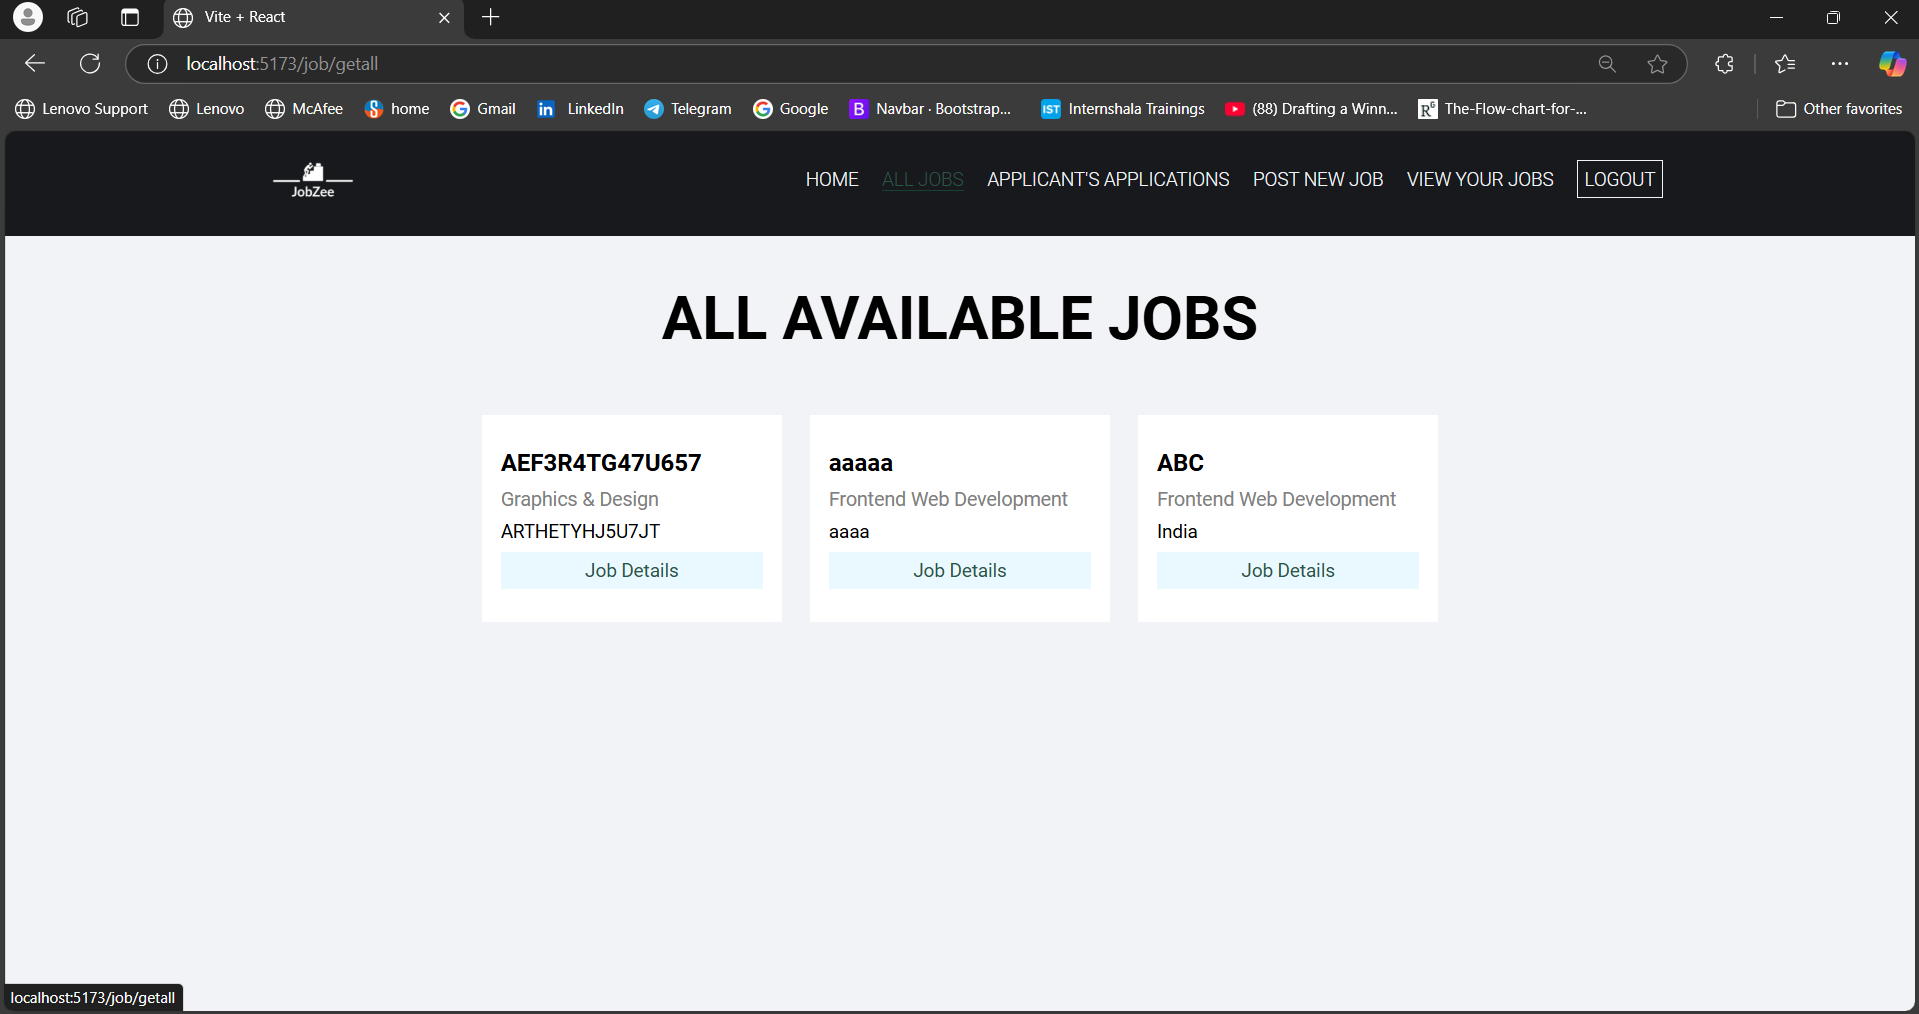 Vite + React
localhost:5173/job/getall
Lenovo Support Lenovo McAfee home Gmail LinkedIn Telegram Google Navbar · Bootstrap... Internshala Trainings (88) Drafting a Winn... The-Flow-chart-for-... Other favorites
JobZee
HOME ALL JOBS APPLICANT'S APPLICATIONS POST NEW JOB VIEW YOUR JOBS LOGOUT
ALL AVAILABLE JOBS
AEF3R4TG47U657
Graphics & Design
ARTHETYHJ5U7JT
Job Details
aaaaa
Frontend Web Development
aaaa
Job Details
ABC
Frontend Web Development
India
Job Details
localhost:5173/job/getall